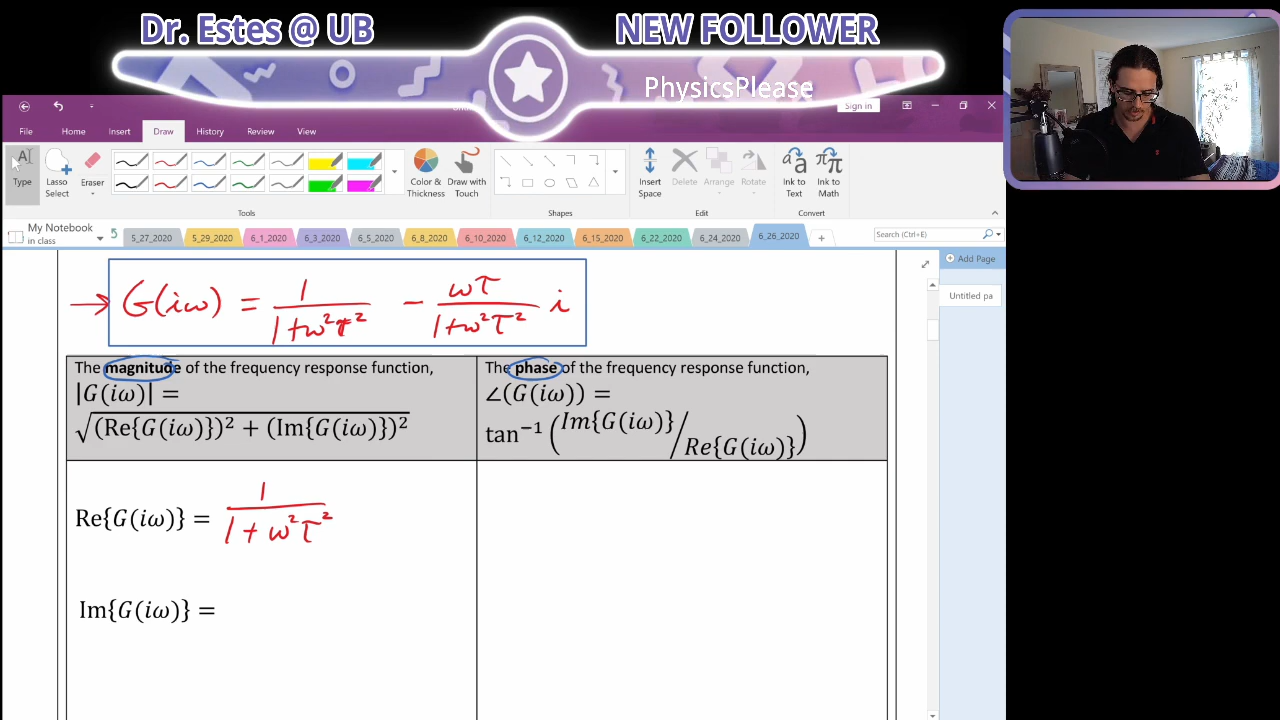 Dr. Estes @ UB
NEW FOLLOWER
PhysicsPlease
Sign in
File Home Insert Draw History Review View
Type Lasso Select Eraser Color & Thickness Draw with Touch Insert Space Delete Arrange Rotate Ink to Text Ink to Math
Tools Shapes Edit Convert
My Notebook
in class
5_27_2020 5_29_2020 6_1_2020 6_3_2020 6_5_2020 6_8_2020 6_10_2020 6_12_2020 6_15_2020 6_22_2020 6_24_2020 6_26_2020 + Search (Ctrl+E)
Add Page
Untitled pa
→ G(iω) = 1/(1+ω²τ²) - ωτ/(1+ω²τ²) i
The magnitude of the frequency response function,
|G(iω)| =
√(Re{G(iω)})² + (Im{G(iω)})²
The phase of the frequency response function,
∠(G(iω)) =
tan⁻¹ (Im{G(iω)}/Re{G(iω)})
Re{G(iω)} = 1/(1+ω²τ²)
Im{G(iω)} =